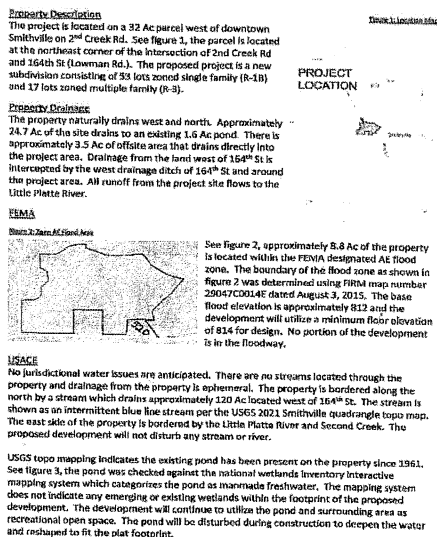 Property Description
The project is located on a 32 Ac parcel west of downtown
Smithville on 2nd Creek Rd. See figure 1, the parcel is located
at the northeast corner of the intersection of 2nd Creek Rd
and 164th St (Lowman Rd.). The proposed project is a new
subdivision consisting of 53 lots zoned single family (R-1B)
and 17 lots zoned multiple family (R-3).
Figure 1: Location Map
PROJECT
LOCATION
Property Drainage
The property naturally drains west and north. Approximately
24.7 Ac of the site drains to an existing 1.6 Ac pond. There is
approximately 3.5 Ac of offsite area that drains directly into
the project area. Drainage from the land west of 164th St is
intercepted by the west drainage ditch of 164th St and around
the project area. All runoff from the project site flows to the
Little Platte River.
FEMA
Figure 2: Zone AE Flood Area
See figure 2, approximately 8.8 Ac of the property
is located within the FEMA designated AE flood
zone. The boundary of the flood zone as shown in
figure 2 was determined using FIRM map number
29047C0014E dated August 3, 2015. The base
flood elevation is approximately 812 and the
development will utilize a minimum floor elevation
of 814 for design. No portion of the development
is in the floodway.
USACE
No jurisdictional water issues are anticipated. There are no streams located through the
property and drainage from the property is ephemeral. The property is bordered along the
north by a stream which drains approximately 120 Ac located west of 164th St. The stream is
shown as an intermittent blue line stream per the USGS 2021 Smithville quadrangle topo map.
The east side of the property is bordered by the Little Platte River and Second Creek. The
proposed development will not disturb any stream or river.
USGS topo mapping indicates the existing pond has been present on the property since 1961.
See figure 3, the pond was checked against the national wetlands inventory interactive
mapping system which categorizes the pond as manmade freshwater. The mapping system
does not indicate any emerging or existing wetlands within the footprint of the proposed
development. The development will continue to utilize the pond and surrounding area as
recreational open space. The pond will be disturbed during construction to deepen the water
and reshaped to fit the plat footprint.